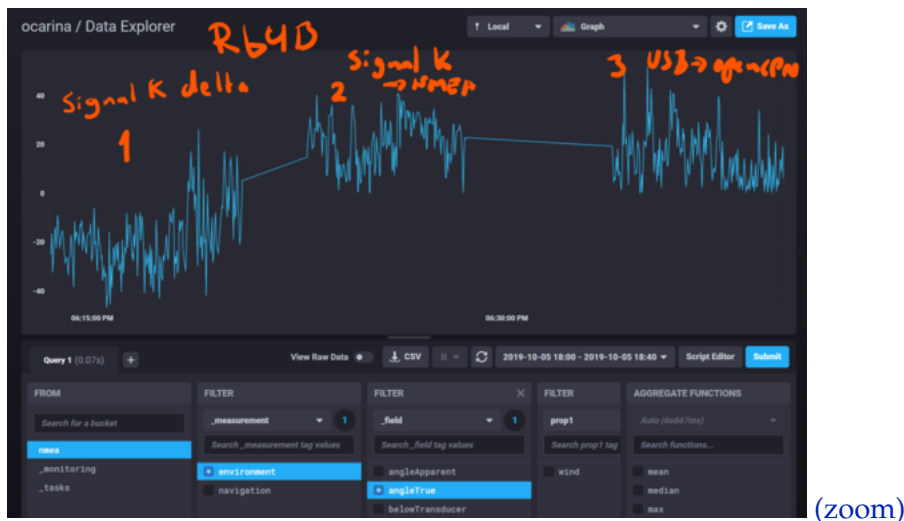 ocarina / Data Explorer
Local
Graph
Save As
Rb4B
Signal K delta
1
Signal K
→ NMEA
2
3 USB → openCPN
40
20
0
-20
-40
06:15:00 PM
06:30:00 PM
Query 1 (0.07s)
+
View Raw Data
CSV
2019-10-05 18:00 - 2019-10-05 18:40
Script Editor
Submit
FROM
Search for a bucket
nmea
_monitoring
_tasks
FILTER
_measurement
1
Search _measurement tag values
environment
navigation
FILTER
_field
1
Search _field tag values
angleApparent
angleTrue
belowTransducer
FILTER
prop1
Search prop1 tag
wind
AGGREGATE FUNCTIONS
Search functions...
mean
median
max
(zoom)